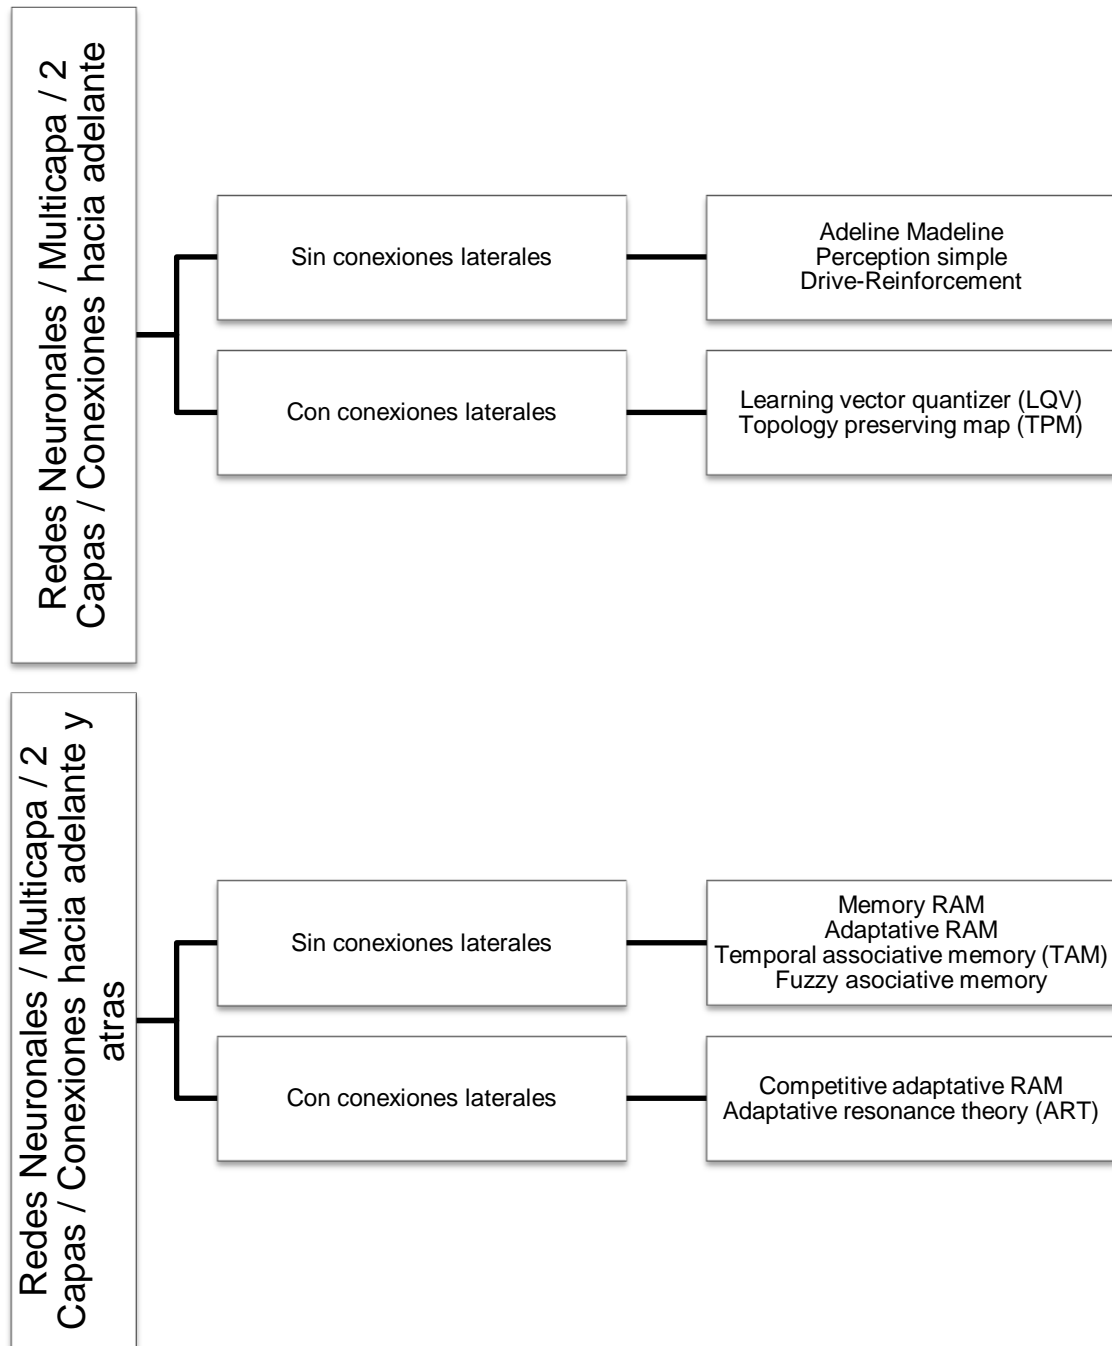 Redes Neuronales / Multicapa / 2
Capas / Conexiones hacia adelante
Sin conexiones laterales
Adeline Madeline
Perception simple
Drive-Reinforcement
Con conexiones laterales
Learning vector quantizer (LQV)
Topology preserving map (TPM)
Redes Neuronales / Multicapa / 2
Capas / Conexiones hacia adelante y
atras
Sin conexiones laterales
Memory RAM
Adaptative RAM
Temporal associative memory (TAM)
Fuzzy asociative memory
Con conexiones laterales
Competitive adaptative RAM
Adaptative resonance theory (ART)